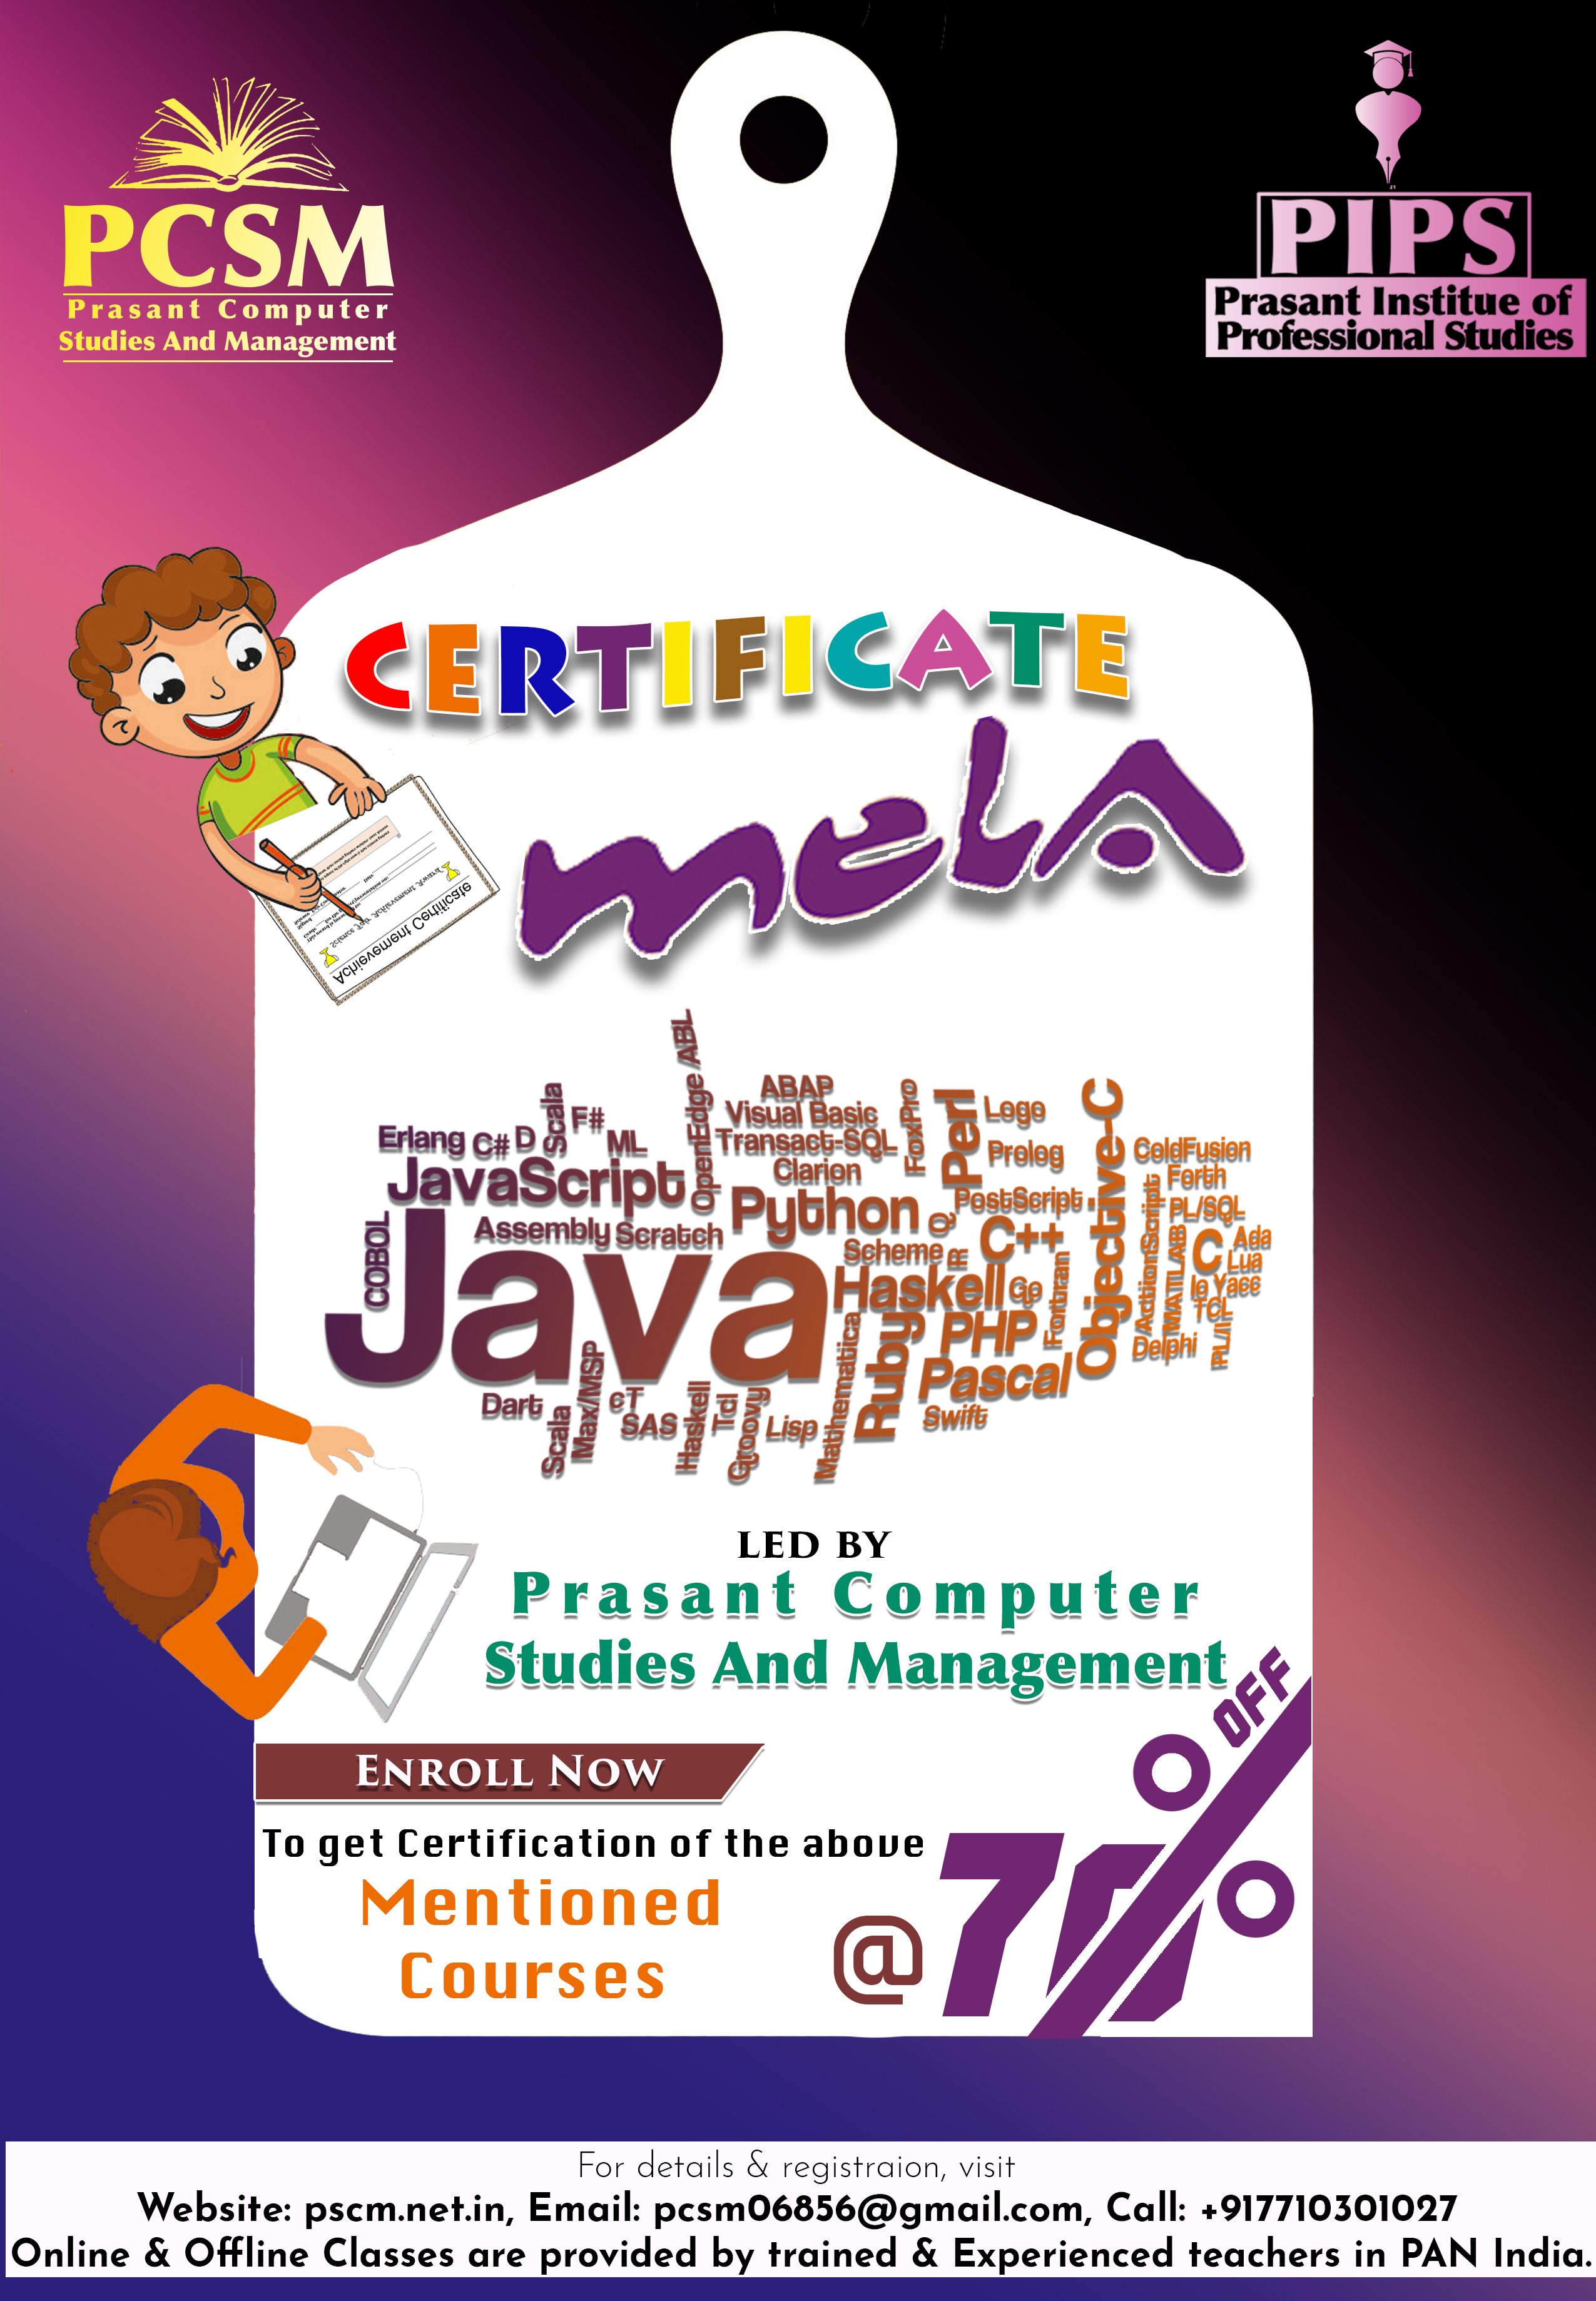 PCSM
Prasant Computer
Studies And Management
PIPS
Prasant Institue of
Professional Studies
CERTIFICATE
melA
Achievement Certificate
OpenEdge ABL
Scala
F#
ABAP
Visual Basic
FoxPro
Perl
Logo
Objective-C
Erlang
C#
D
ML
Transact-SQL
Prolog
ColdFusion
JavaScript
Clarion
Forth
Python
PostScript
ActionScript
PL/SQL
COBOL
Assembly
Scratch
Q
C++
MATLAB
C
Ada
Java
Scheme
R
Fortran
Lua
Haskell
Go
Io
Yacc
TCL
Mathematica
Ruby
PHP
Delphi
PL/I
Pascal
Dart
Scala
Max/MSP
cT
SAS
Haskell
Tcl
Groovy
Lisp
Swift
LED BY
Prasant Computer
Studies And Management
Enroll Now
OFF
To get Certification of the above
Mentioned
Courses
@ 70%
For details & registraion, visit
Website: pscm.net.in, Email: pcsm06856@gmail.com, Call: +917710301027
Online & Offline Classes are provided by trained & Experienced teachers in PAN India.